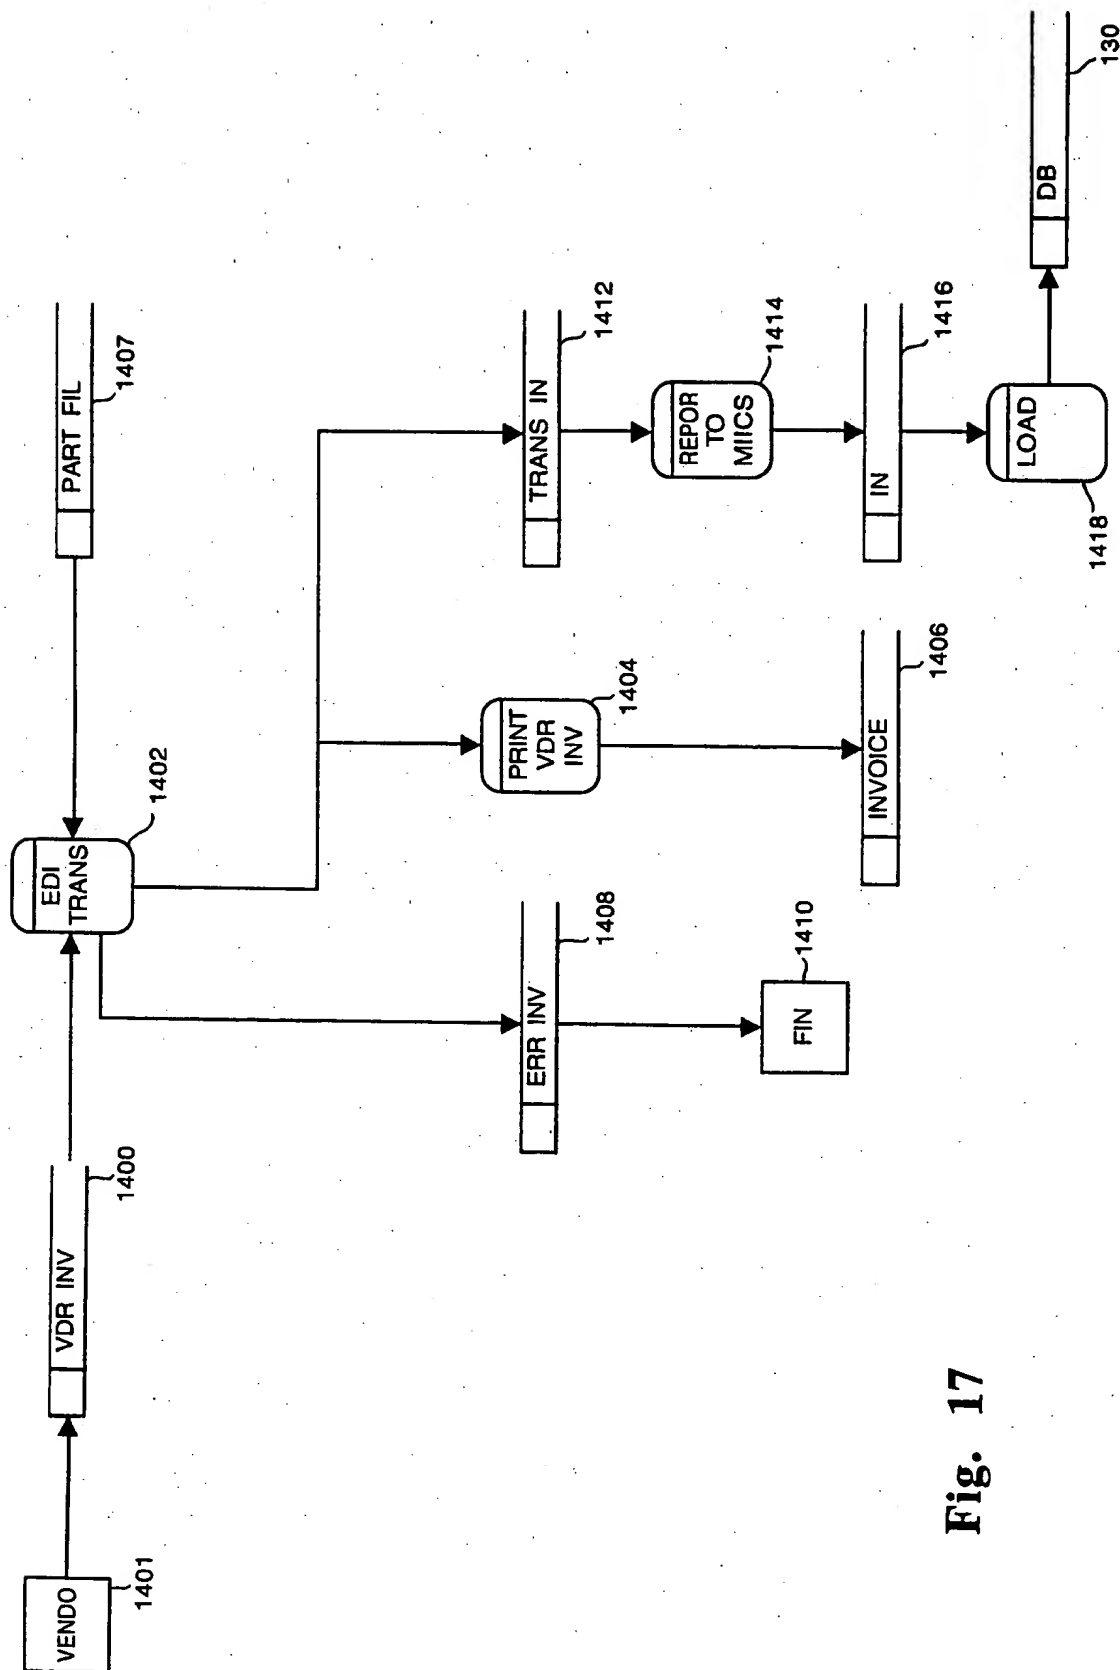 VENDO
1401
VDR INV
1400
EDI
TRANS
1402
PART FIL
1407
ERR INV
1408
FIN
1410
PRINT
VDR
INV
1404
INVOICE
1406
TRANS IN
1412
REPOR
TO
MIICS
1414
IN
1416
LOAD
1418
DB
130
Fig. 17